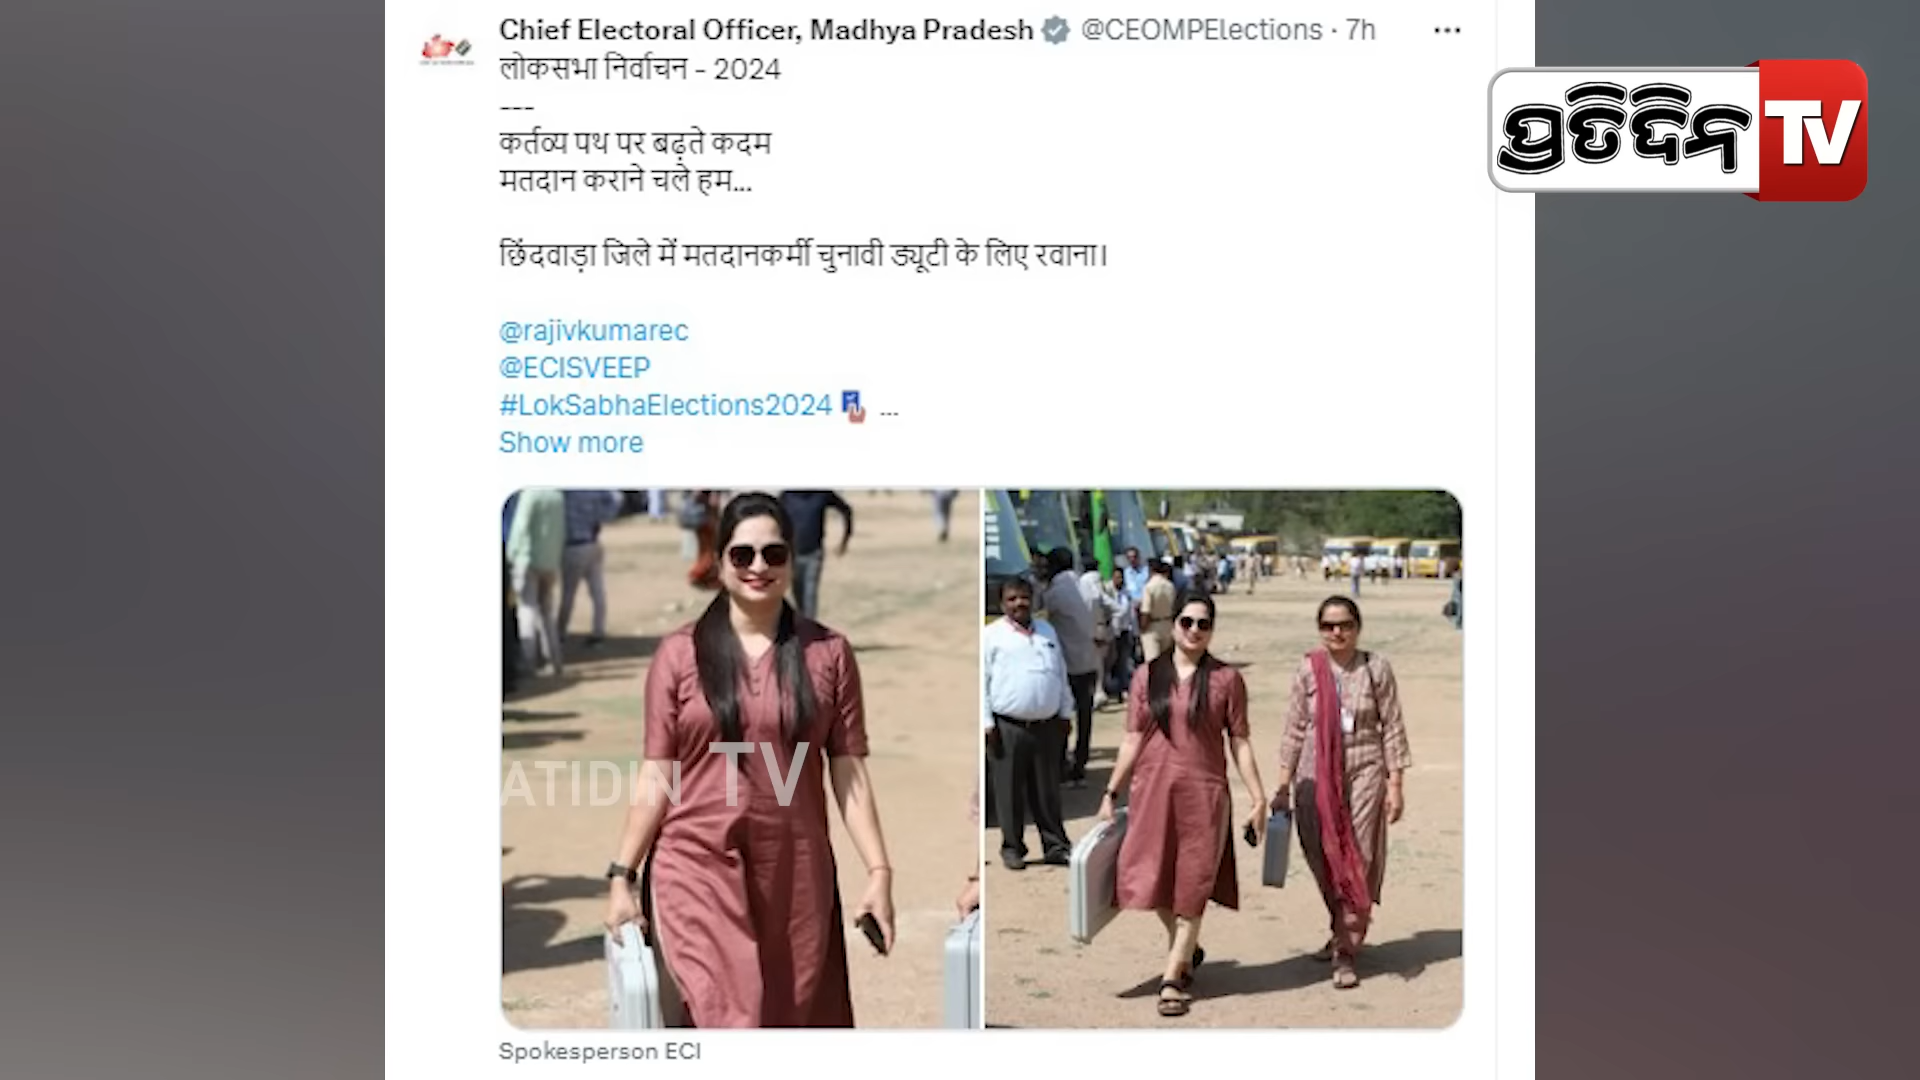 Chief Electoral Officer, Madhya Pradesh @CEOMPElections · 7h
लोकसभा निर्वाचन - 2024
---
कर्तव्य पथ पर बढ़ते कदम
मतदान कराने चले हम...
छिंदवाड़ा जिले में मतदानकर्मी चुनावी ड्यूटी के लिए रवाना।
@rajivkumarec
@ECISVEEP
#LokSabhaElections2024 ...
Show more
ପ୍ରତିଦିନ TV
ATIDIN TV
Spokesperson ECI